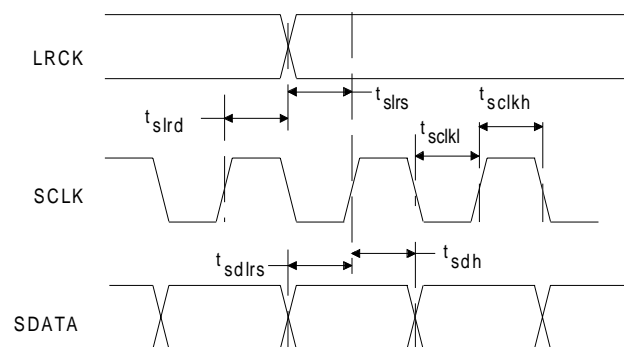 LRCK
t slrs
t sclkh
t slrd
t sclkl
SCLK
t sdlrs
t sdh
SDATA